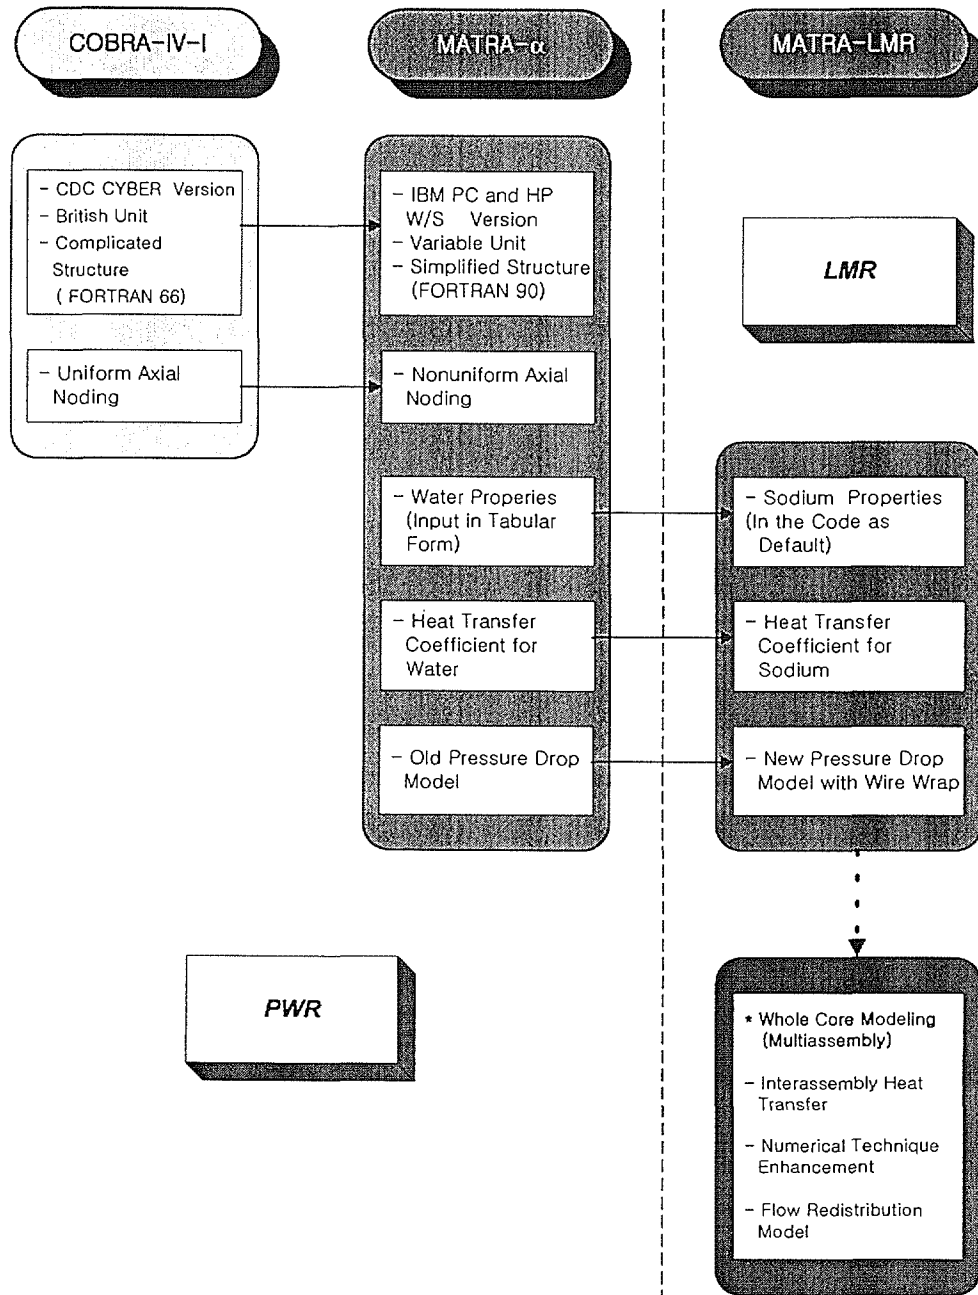 COBRA-IV-I
MATRA-α
MATRA-LMR
- CDC CYBER Version
- British Unit
- Complicated
Structure
( FORTRAN 66)
- Uniform Axial
Noding
- IBM PC and HP
W/S Version
- Variable Unit
- Simplified Structure
(FORTRAN 90)
- Nonuniform Axial
Noding
- Water Properies
(Input in Tabular
Form)
- Heat Transfer
Coefficient for
Water
- Old Pressure Drop
Model
PWR
LMR
- Sodium Properties
(In the Code as
Default)
- Heat Transfer
Coefficient for
Sodium
- New Pressure Drop
Model with Wire Wrap
* Whole Core Modeling
(Multiassembly)
- Interassembly Heat
Transfer
- Numerical Technique
Enhancement
- Flow Redistribution
Model